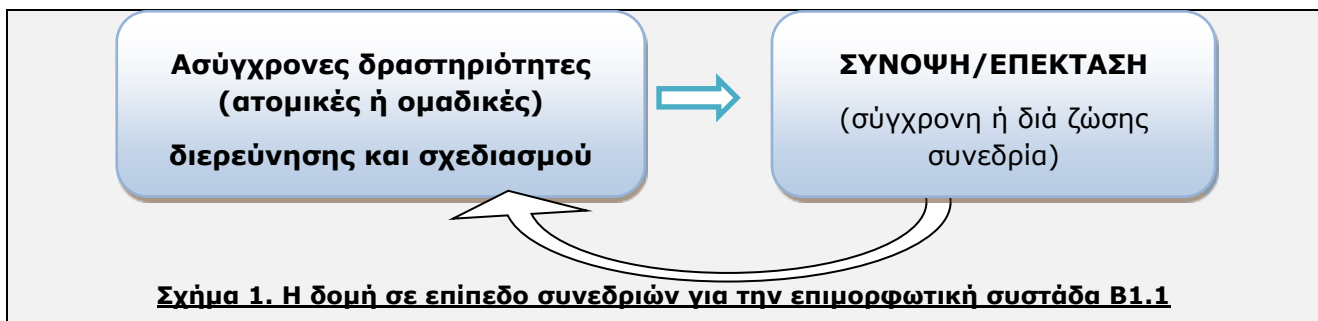 Ασύγχρονες δραστηριότητες
(ατομικές ή ομαδικές)
διερεύνησης και σχεδιασμού
ΣΥΝΟΨΗ/ΕΠΕΚΤΑΣΗ
(σύγχρονη ή διά ζώσης
συνεδρία)
Σχήμα 1. Η δομή σε επίπεδο συνεδριών για την επιμορφωτική συστάδα Β1.1